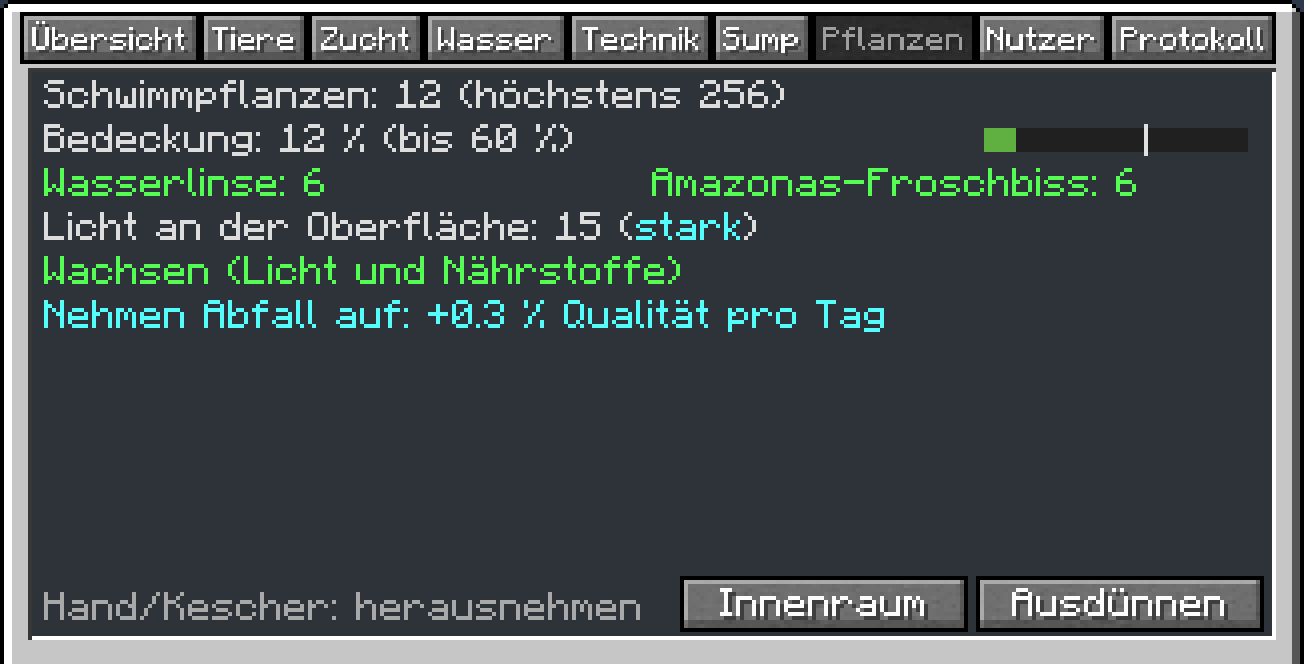 Übersicht Tiere Zucht Wasser Technik Sump Pflanzen Nutzer Protokoll
Schwimmpflanzen: 12 (höchstens 256)
Bedeckung: 12 % (bis 60 %)
Wasserlinse: 6 Amazonas-Froschbiss: 6
Licht an der Oberfläche: 15 (stark)
Wachsen (Licht und Nährstoffe)
Nehmen Abfall auf: +0.3 % Qualität pro Tag
Hand/Kescher: herausnehmen Innenraum Ausdünnen